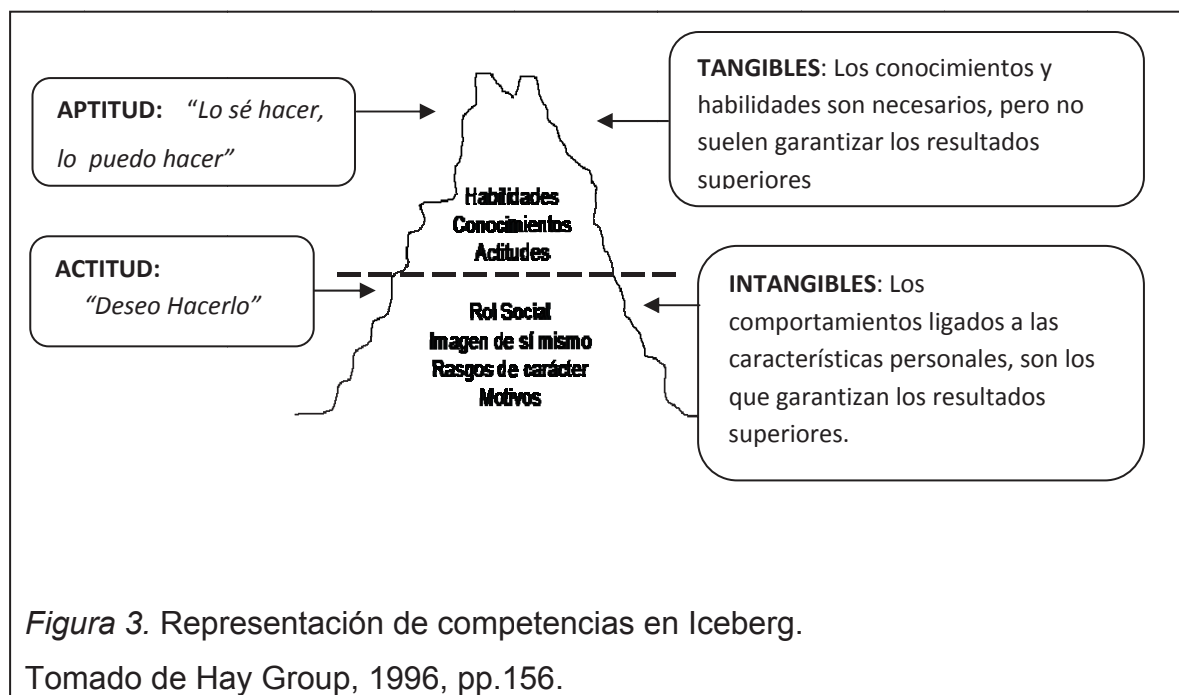 APTITUD: “Lo sé hacer,
lo puedo hacer”
TANGIBLES: Los conocimientos y
habilidades son necesarios, pero no
suelen garantizar los resultados
superiores
Habilidades
Conocimientos
Actitudes
ACTITUD:
“Deseo Hacerlo”
Rol Social
Imagen de sí mismo
Rasgos de carácter
Motivos
INTANGIBLES: Los
comportamientos ligados a las
características personales, son los
que garantizan los resultados
superiores.
Figura 3. Representación de competencias en Iceberg.
Tomado de Hay Group, 1996, pp.156.